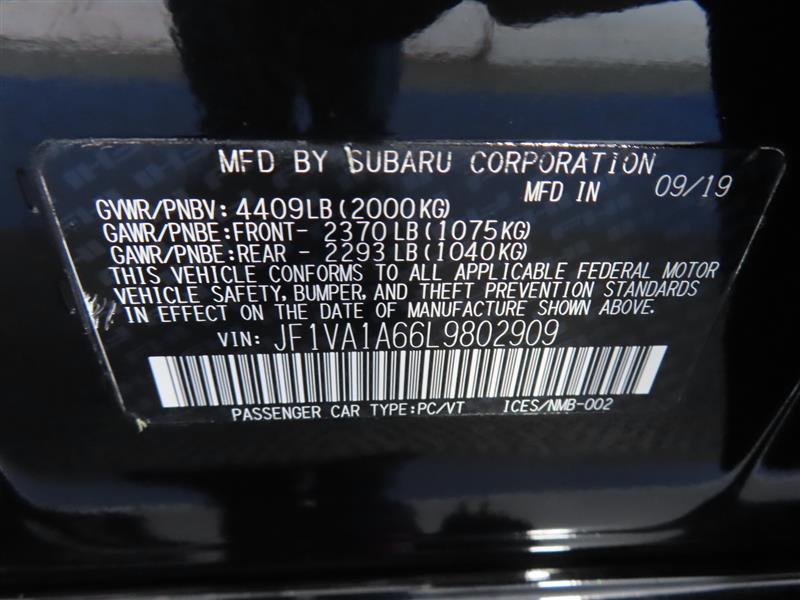 MFD BY SUBARU CORPORATION
MFD IN 09/19
GVWR/PNBV: 4409LB(2000KG)
GAWR/PNBE:FRONT- 2370LB(1075KG)
GAWR/PNBE:REAR - 2293LB(1040KG)
THIS VEHICLE CONFORMS TO ALL APPLICABLE FEDERAL MOTOR
VEHICLE SAFETY, BUMPER, AND THEFT PREVENTION STANDARDS
IN EFFECT ON THE DATE OF MANUFACTURE SHOWN ABOVE.
VIN: JF1VA1A66L9802909
PASSENGER CAR TYPE:PC/VT ICES/NMB-002